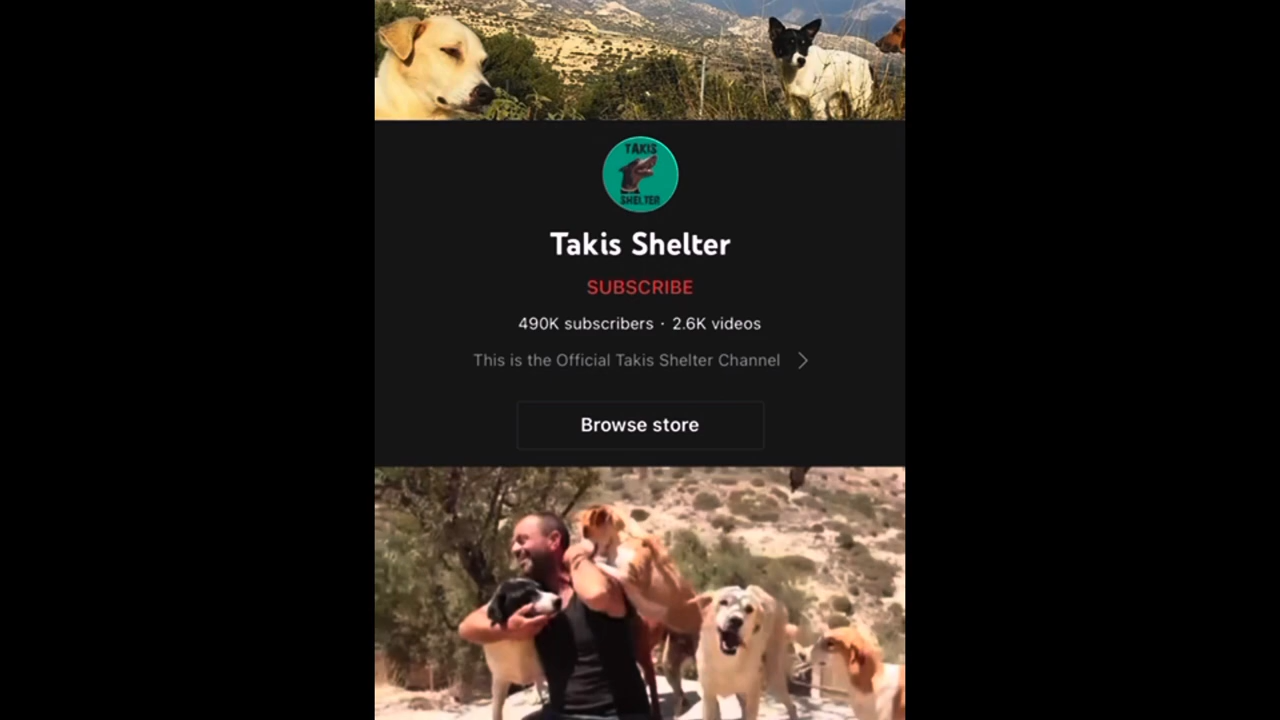 TAKIS
SHELTER
Takis Shelter
SUBSCRIBE
490K subscribers · 2.6K videos
This is the Official Takis Shelter Channel
Browse store